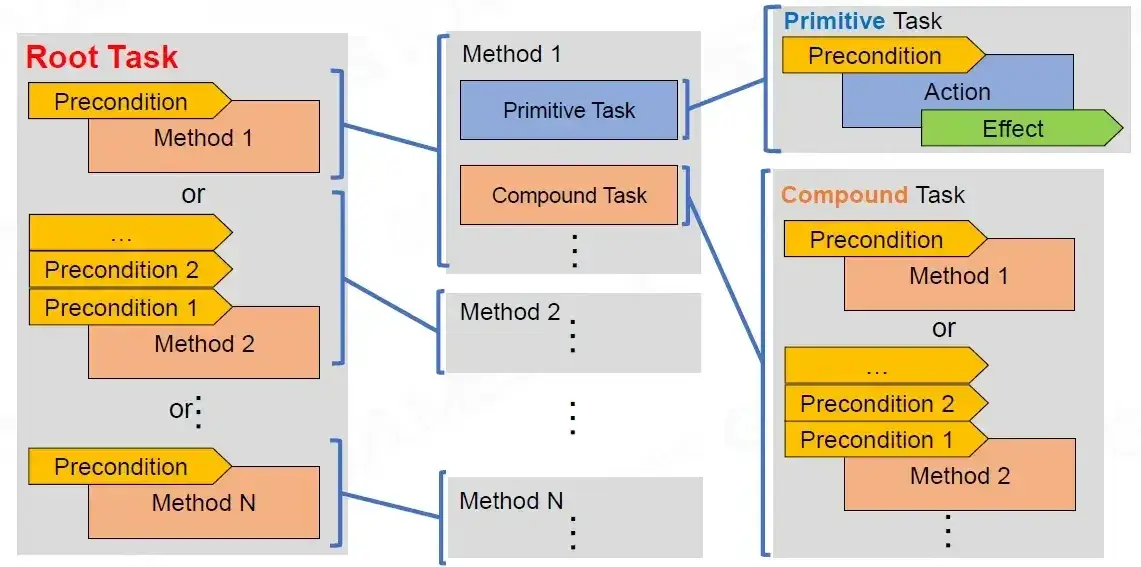 Root Task
Precondition
Method 1
or
...
Precondition 2
Precondition 1
Method 2
or
Precondition
Method N
Method 1
Primitive Task
Compound Task
Method 2
Method N
Primitive Task
Precondition
Action
Effect
Compound Task
Precondition
Method 1
or
...
Precondition 2
Precondition 1
Method 2